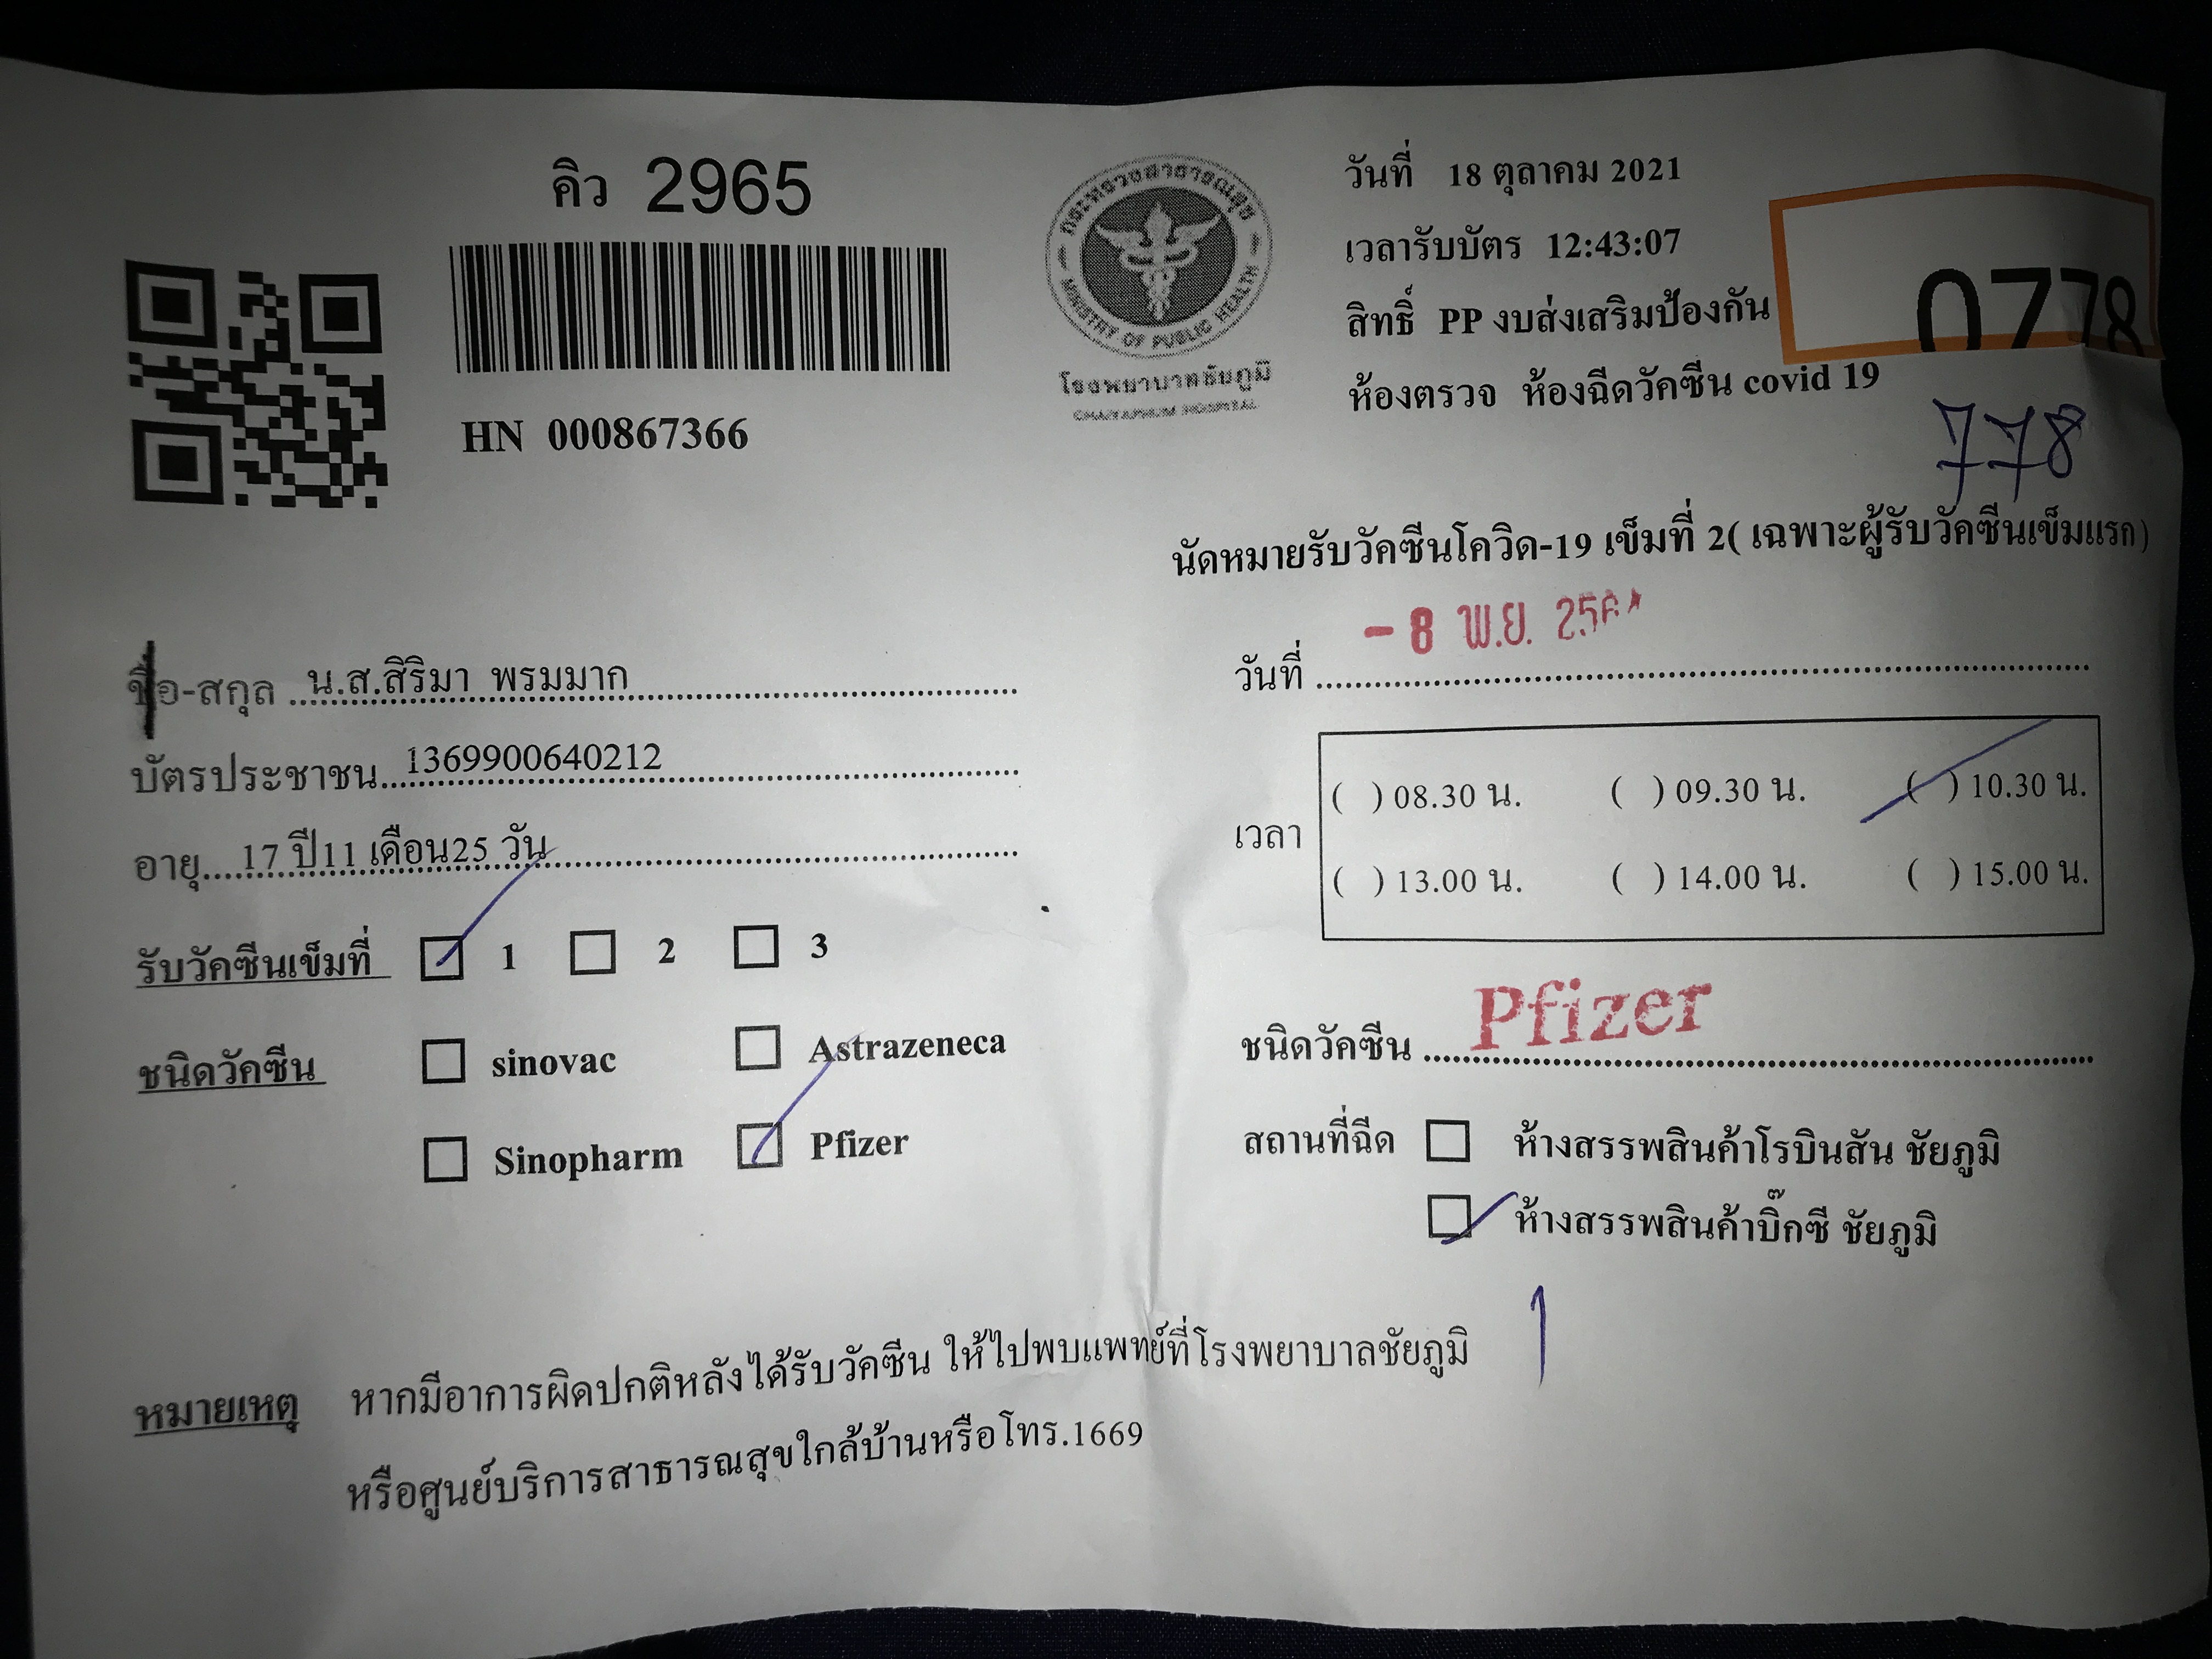 คิว 2965
HN 000867366
กระทรวงสาธารณสุข
MINISTRY OF PUBLIC HEALTH
โรงพยาบาลชัยภูมิ
CHAIYAPHUM HOSPITAL
วันที่ 18 ตุลาคม 2021
เวลารับบัตร 12:43:07
สิทธิ์ PP งบส่งเสริมป้องกัน
ห้องตรวจ ห้องฉีดวัคซีน covid 19
0778
778
ชื่อ-สกุล ... น.ส.สิริมา พรมมาก
บัตรประชาชน... 1369900640212
อายุ.... 17 ปี11 เดือน25 วัน
รับวัคซีนเข็มที่ ☑ 1 ☐ 2 ☐ 3
ชนิดวัคซีน ☐ sinovac ☐ Astrazeneca
☐ Sinopharm ☑ Pfizer
นัดหมายรับวัคซีนโควิด-19 เข็มที่ 2( เฉพาะผู้รับวัคซีนเข็มแรก)
วันที่ ... - 8 พ.ย.
เวลา
( ) 08.30 น. ( ) 09.30 น. (/) 10.30 น.
( ) 13.00 น. ( ) 14.00 น. ( ) 15.00 น.
ชนิดวัคซีน ... Pfizer
สถานที่ฉีด ☐ ห้างสรรพสินค้าโรบินสัน ชัยภูมิ
☑ ห้างสรรพสินค้าบิ๊กซี ชัยภูมิ
1
หมายเหตุ หากมีอาการผิดปกติหลังได้รับวัคซีน ให้ไปพบแพทย์ที่โรงพยาบาลชัยภูมิ
หรือศูนย์บริการสาธารณสุขใกล้บ้านหรือโทร.1669